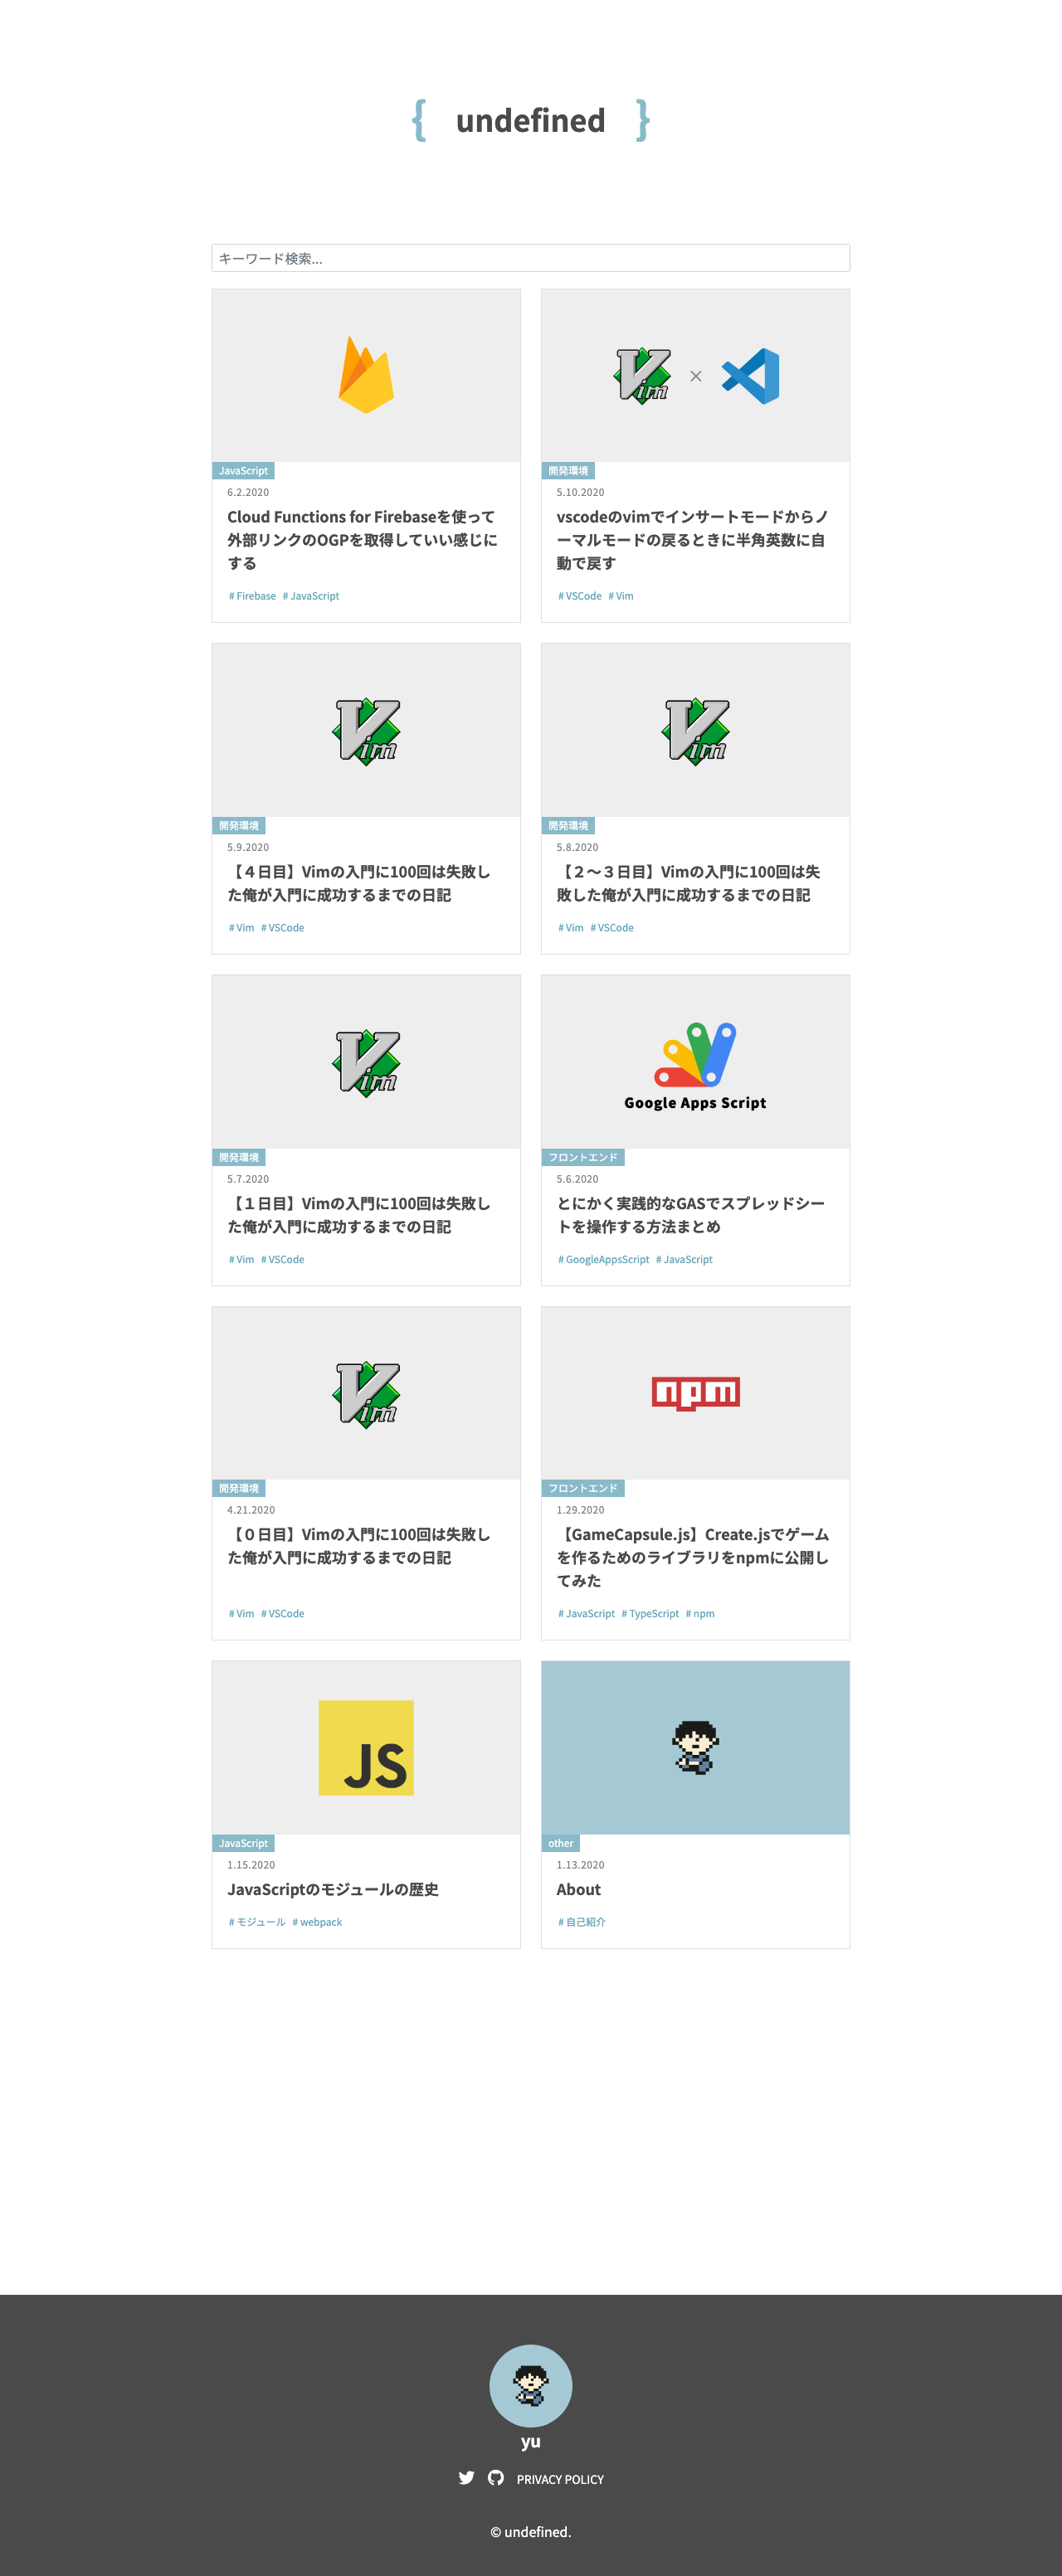 { undefined }
キーワード検索...
Vim × 
JavaScript
6.2.2020
Cloud Functions for Firebaseを使って
外部リンクのOGPを取得していい感じに
する
# Firebase # JavaScript
開発環境
5.10.2020
vscodeのvimでインサートモードからノ
ーマルモードの戻るときに半角英数に自
動で戻す
# VSCode # Vim
Vim
開発環境
5.9.2020
【４日目】Vimの入門に100回は失敗し
た俺が入門に成功するまでの日記
# Vim # VSCode
Vim
開発環境
5.8.2020
【２〜３日目】Vimの入門に100回は失
敗した俺が入門に成功するまでの日記
# Vim # VSCode
Vim
開発環境
5.7.2020
【１日目】Vimの入門に100回は失敗し
た俺が入門に成功するまでの日記
# Vim # VSCode
Google Apps Script
フロントエンド
5.6.2020
とにかく実践的なGASでスプレッドシー
トを操作する方法まとめ
# GoogleAppsScript # JavaScript
Vim
開発環境
4.21.2020
【０日目】Vimの入門に100回は失敗し
た俺が入門に成功するまでの日記
# Vim # VSCode
npm
フロントエンド
1.29.2020
【GameCapsule.js】Create.jsでゲーム
を作るためのライブラリをnpmに公開し
てみた
# JavaScript # TypeScript # npm
JS
JavaScript
1.15.2020
JavaScriptのモジュールの歴史
# モジュール # webpack
other
1.13.2020
About
# 自己紹介
yu
PRIVACY POLICY
© undefined.